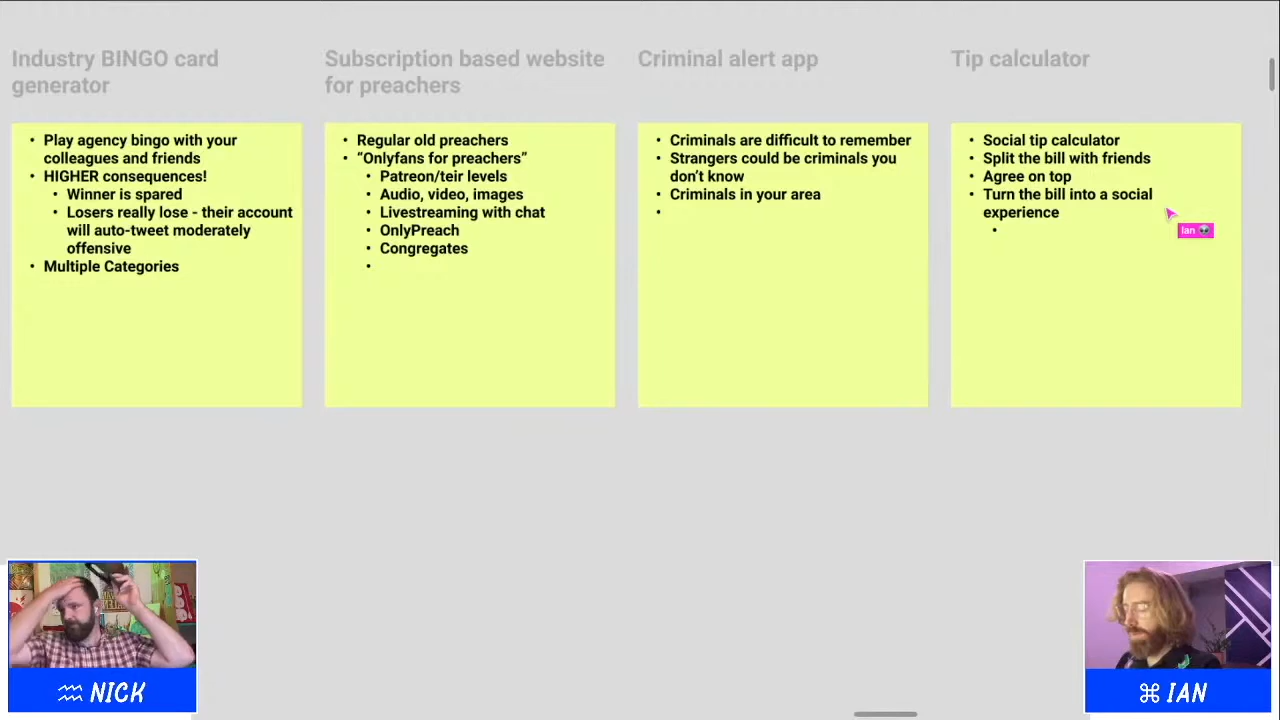 Industry BINGO card
generator
Play agency bingo with your
colleagues and friends
HIGHER consequences!
Winner is spared
Losers really lose - their account
will auto-tweet moderately
offensive
Multiple Categories
Subscription based website
for preachers
Regular old preachers
“Onlyfans for preachers”
Patreon/teir levels
Audio, video, images
Livestreaming with chat
OnlyPreach
Congregates
Criminal alert app
Criminals are difficult to remember
Strangers could be criminals you
don’t know
Criminals in your area
Tip calculator
Social tip calculator
Split the bill with friends
Agree on top
Turn the bill into a social
experience
Ian 👽
♒ NICK
⌘ IAN